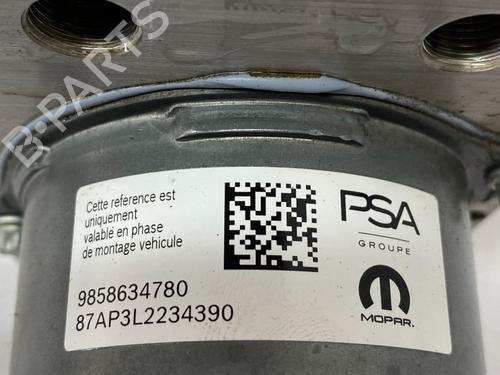 B-PARTS
Cette reference est
uniquement
valable en phase
de montage vehicule
PSA
GROUPE
MOPAR.
9858634780
87AP3L2234390